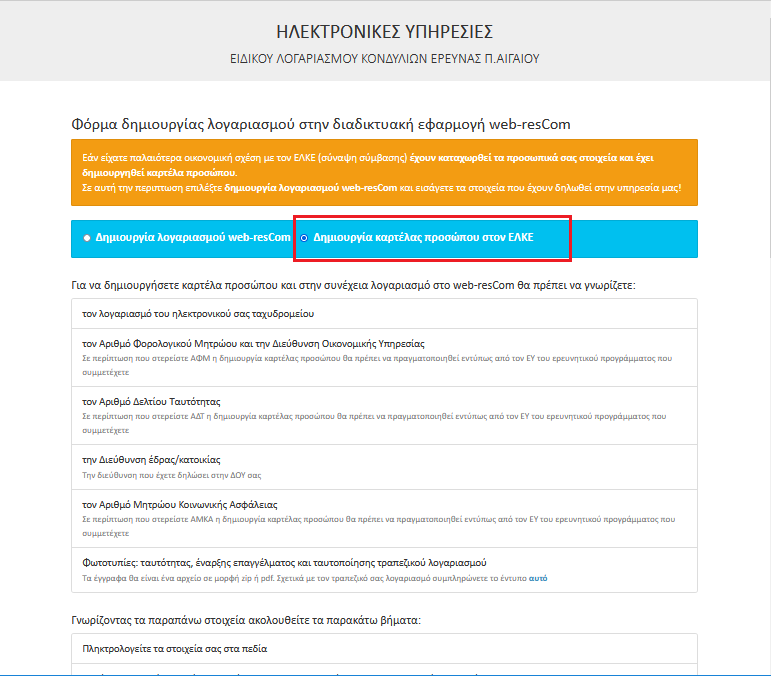 ΗΛΕΚΤΡΟΝΙΚΕΣ ΥΠΗΡΕΣΙΕΣ
ΕΙΔΙΚΟΥ ΛΟΓΑΡΙΑΣΜΟΥ ΚΟΝΔΥΛΙΩΝ ΕΡΕΥΝΑΣ Π.ΑΙΓΑΙΟΥ
Φόρμα δημιουργίας λογαριασμού στην διαδικτυακή εφαρμογή web-resCom
Εάν είχατε παλαιότερα οικονομική σχέση με τον ΕΛΚΕ (σύναψη σύμβασης) έχουν καταχωρθεί τα προσωπικά σας στοιχεία και έχει
δημιουργηθεί καρτέλα προσώπου.
Σε αυτή την περιπτωση επιλέξτε δημιουργία λογαριασμού web-resCom και εισάγετε τα στοιχεία που έχουν δηλωθεί στην υπηρεσία μας!
Δημιουργία λογαριασμού web-resCom Δημιουργία καρτέλας προσώπου στον ΕΛΚΕ
Για να δημιουργήσετε καρτέλα προσώπου και στην συνέχεια λογαριασμό στο web-resCom θα πρέπει να γνωρίζετε:
τον λογαριασμό του ηλεκτρονικού σας ταχυδρομείου
τον Αριθμό Φορολογικού Μητρώου και την Διεύθυνση Οικονομικής Υπηρεσίας
Σε περίπτωση που στερείστε ΑΦΜ η δημιουργία καρτέλας προσώπου θα πρέπει να πραγματοποιηθεί εντύπως από τον ΕΥ του ερευνητικού προγράμματος που
συμμετέχετε
τον Αριθμό Δελτίου Ταυτότητας
Σε περίπτωση που στερείστε ΑΔΤ η δημιουργία καρτέλας προσώπου θα πρέπει να πραγματοποιηθεί εντύπως από τον ΕΥ του ερευνητικού προγράμματος που
συμμετέχετε
την Διεύθυνση έδρας/κατοικίας
Την διεύθυνση που έχετε δηλώσει στην ΔΟΥ σας
τον Αριθμό Μητρώου Κοινωνικής Ασφάλειας
Σε περίπτωση που στερείστε ΑΜΚΑ η δημιουργία καρτέλας προσώπου θα πρέπει να πραγματοποιηθεί εντύπως από τον ΕΥ του ερευνητικού προγράμματος που
συμμετέχετε
Φωτοτυπίες: ταυτότητας, έναρξης επαγγέλματος και ταυτοποίησης τραπεζικού λογαριασμού
Τα έγγραφα θα είναι ένα αρχείο σε μορφή zip ή pdf. Σχετικά με τον τραπεζικό σας λογαριασμό συμπληρώνετε το έντυπο αυτό
Γνωρίζοντας τα παραπάνω στοιχεία ακολουθείτε τα παρακάτω βήματα:
Πληκτρολογείτε τα στοιχεία σας στα πεδία